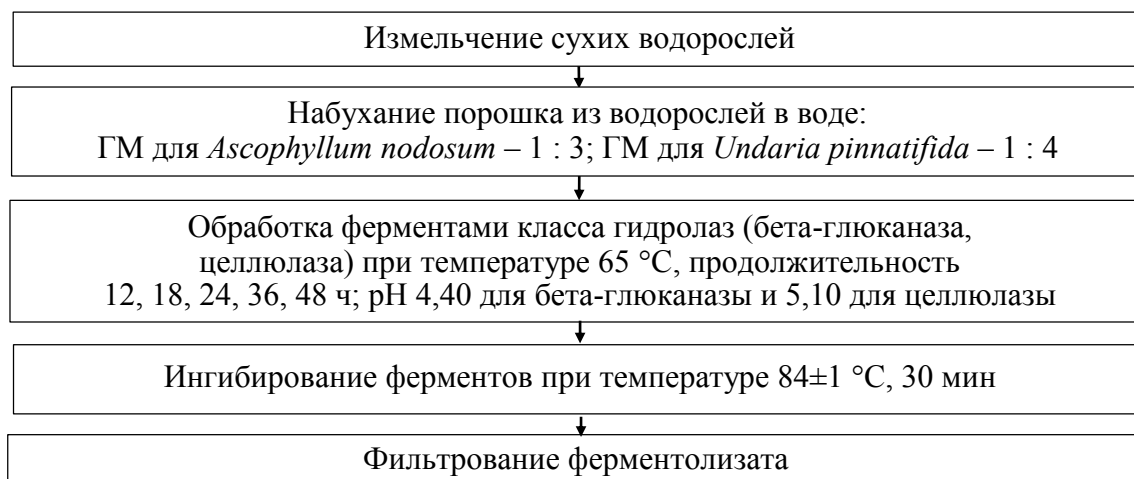 Измельчение сухих водорослей
Набухание порошка из водорослей в воде:
ГМ для Ascophyllum nodosum – 1 : 3; ГМ для Undaria pinnatifida – 1 : 4
Обработка ферментами класса гидролаз (бета-глюканаза,
целлюлаза) при температуре 65 °C, продолжительность
12, 18, 24, 36, 48 ч; pH 4,40 для бета-глюканазы и 5,10 для целлюлазы
Ингибирование ферментов при температуре 84±1 °C, 30 мин
Фильтрование ферментолизата